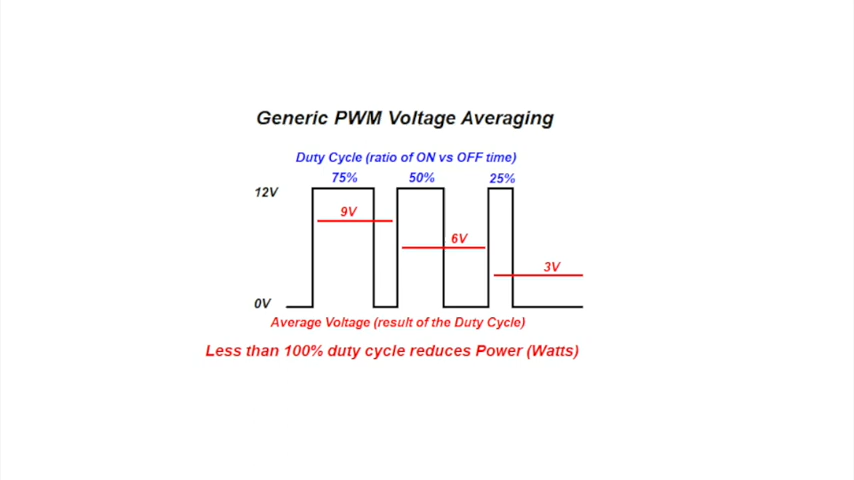 Generic PWM Voltage Averaging
Duty Cycle (ratio of ON vs OFF time)
75% 50% 25%
12V
9V
6V
3V
0V
Average Voltage (result of the Duty Cycle)
Less than 100% duty cycle reduces Power (Watts)